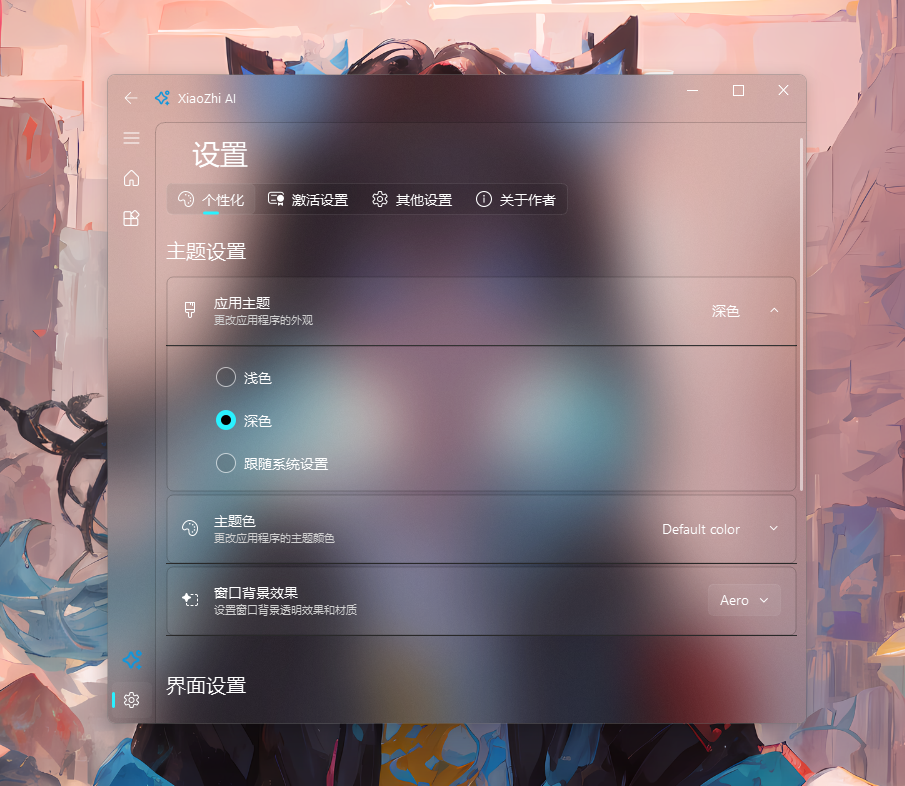 XiaoZhi AI
设置
个性化
激活设置
其他设置
关于作者
主题设置
应用主题
更改应用程序的外观
深色
浅色
深色
跟随系统设置
主题色
更改应用程序的主题颜色
Default color
窗口背景效果
设置窗口背景透明效果和材质
Aero
界面设置